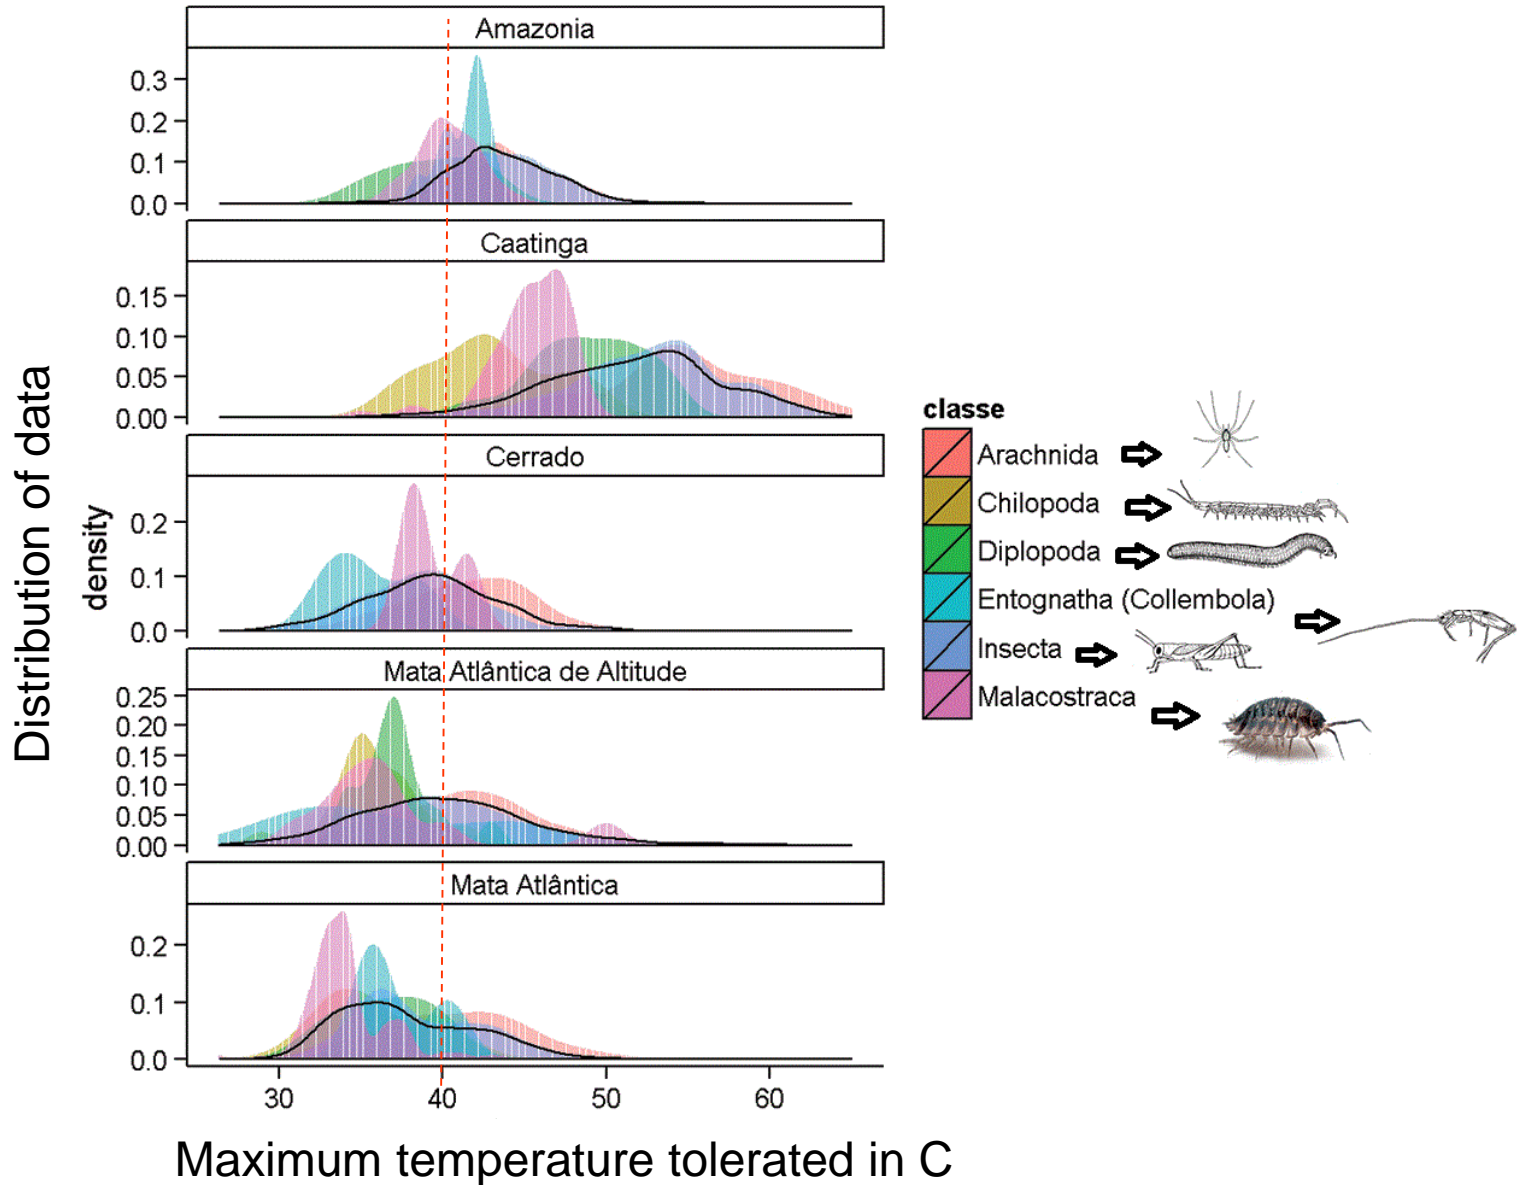 Amazonia
0.3
0.2
0.1
0.0
Caatinga
0.15
0.10
0.05
0.00
Cerrado
0.2
0.1
0.0
Mata Atlântica de Altitude
0.25
0.20
0.15
0.10
0.05
0.00
Mata Atlântica
0.2
0.1
0.0
30 40 50 60
Maximum temperature tolerated in C
Distribution of data
density
classe
Arachnida
Chilopoda
Diplopoda
Entognatha (Collembola)
Insecta
Malacostraca